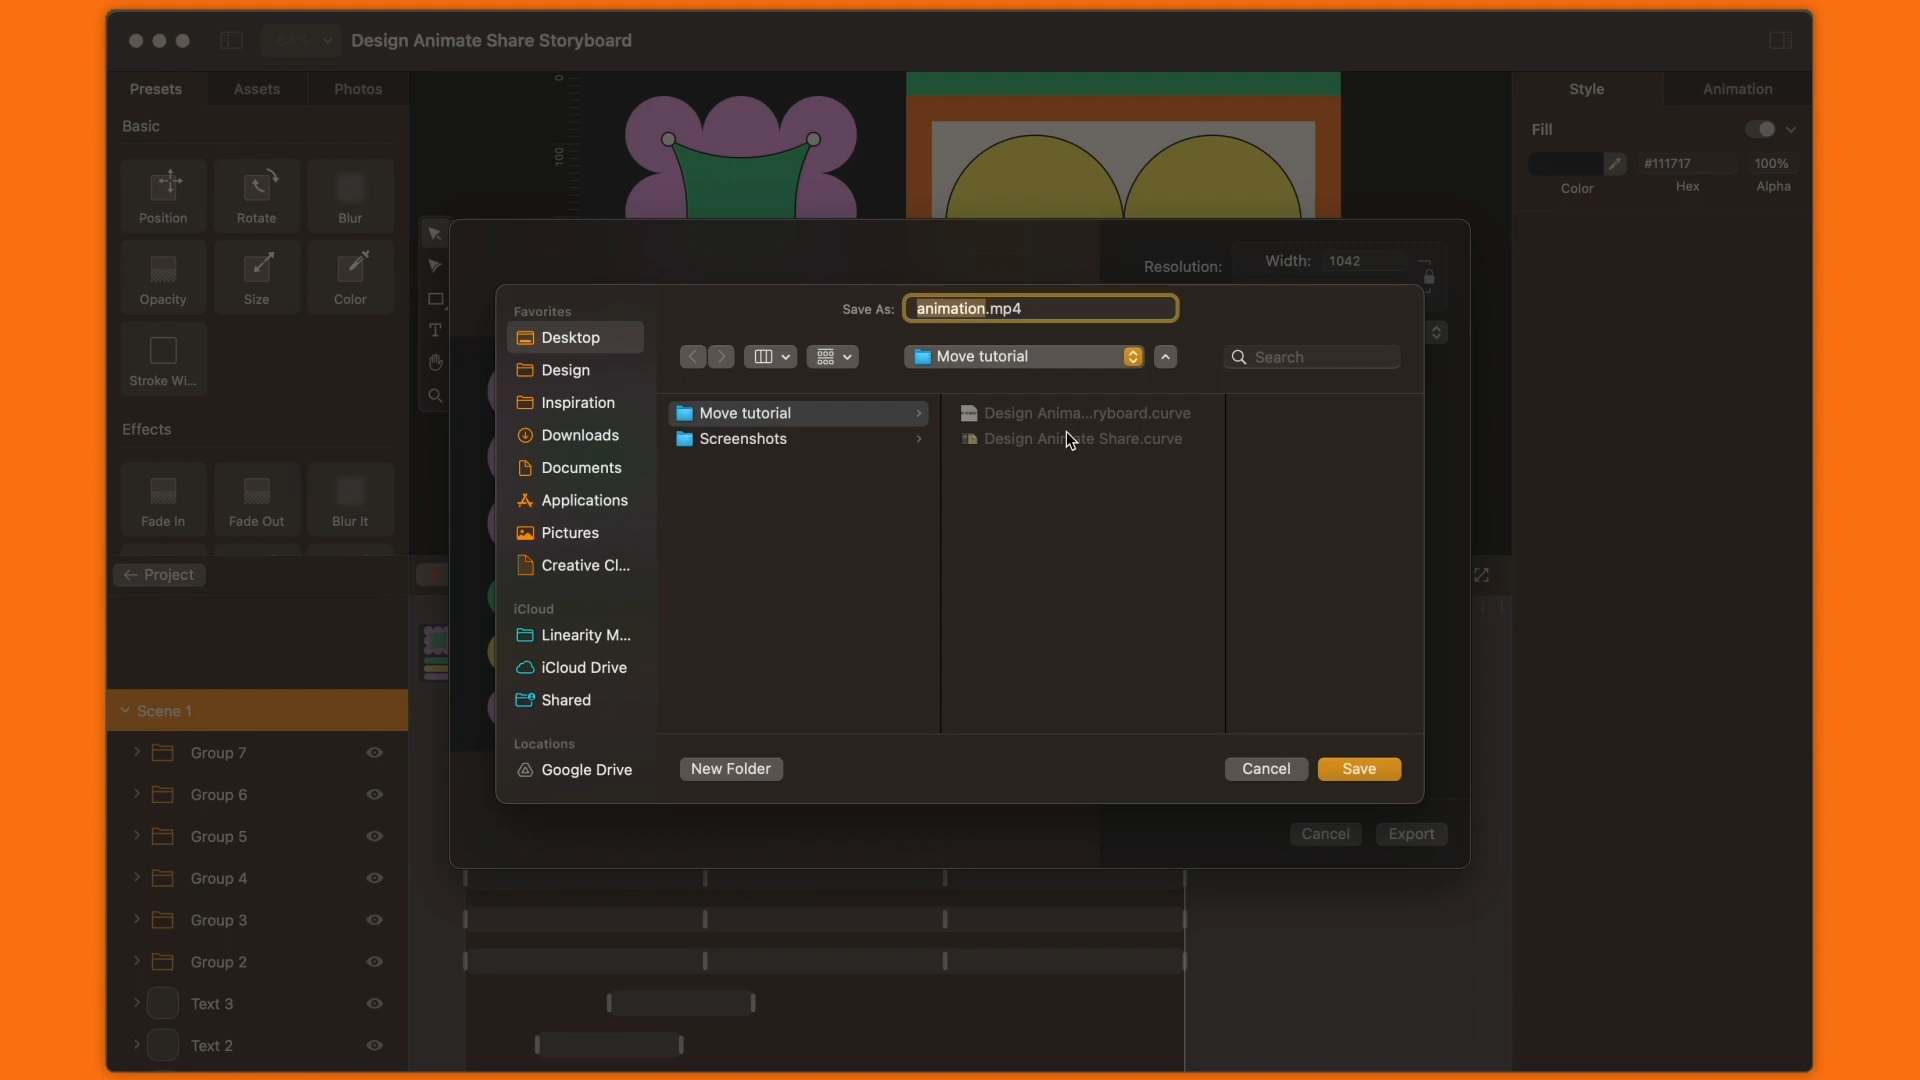 63%
Design Animate Share Storyboard
Presets
Assets
Photos
Style
Animation
Basic
Position
Rotate
Blur
Opacity
Size
Color
Stroke Wi...
Effects
Fade In
Fade Out
Blur It
0
100
Fill
#111717
100%
Color
Hex
Alpha
Resolution:
Width:
1042
Save As:
animation.mp4
Move tutorial
Search
Favorites
Desktop
Design
Inspiration
Downloads
Documents
Applications
Pictures
Creative Cl...
iCloud
Linearity M...
iCloud Drive
Shared
Locations
Google Drive
Move tutorial
Screenshots
Design Anima...ryboard.curve
Design Animate Share.curve
New Folder
Cancel
Save
Cancel
Export
Project
Scene 1
Group 7
Group 6
Group 5
Group 4
Group 3
Group 2
Text 3
Text 2